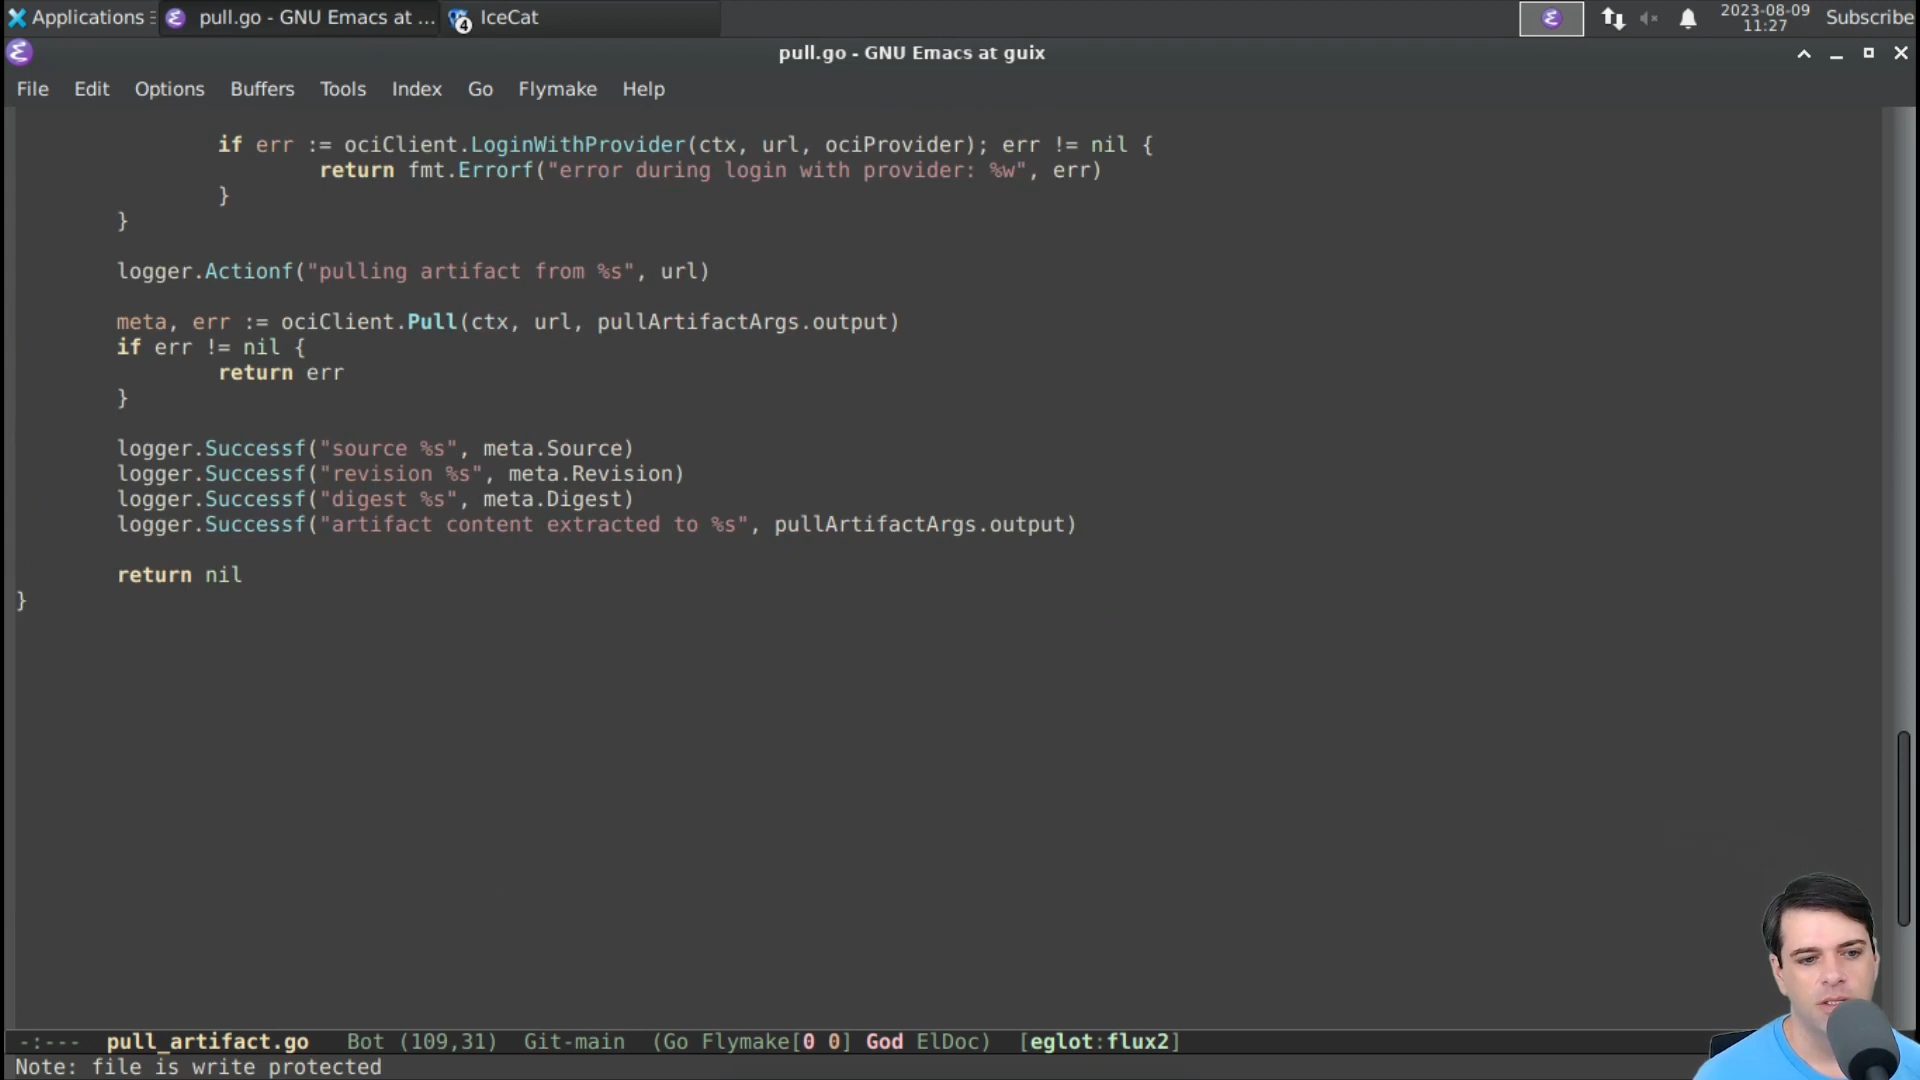 Applications
pull.go - GNU Emacs at ...
4
IceCat
2023-08-09
11:27
Subscribe
pull.go - GNU Emacs at guix
File Edit Options Buffers Tools Index Go Flymake Help
if err := ociClient.LoginWithProvider(ctx, url, ociProvider); err != nil {
return fmt.Errorf("error during login with provider: %w", err)
}
}
logger.Actionf("pulling artifact from %s", url)
meta, err := ociClient.Pull(ctx, url, pullArtifactArgs.output)
if err != nil {
return err
}
logger.Successf("source %s", meta.Source)
logger.Successf("revision %s", meta.Revision)
logger.Successf("digest %s", meta.Digest)
logger.Successf("artifact content extracted to %s", pullArtifactArgs.output)
return nil
}
-:--- pull_artifact.go Bot (109,31) Git-main (Go Flymake[0 0] God ElDoc) [eglot:flux2]
Note: file is write protected